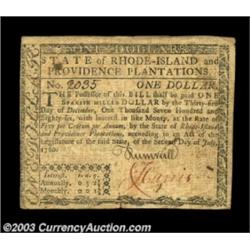 ONE DOLLAR.
STATE of RHODE-ISLAND and
PROVIDENCE PLANTATIONS.
No. 2035 ONE DOLLAR.
THE Possessor of this BILL shall be paid ONE
SPANISH MILLED DOLLAR by the Thirty-first
Day of December, One Thousand Seven Hundred and
Eighty-six, with Interest in like Money, at the Rate of
Five per Centum per Annum, by the State of Rhode-Island
and Providence Plantations, according to an Act of the
Legislature of the said State, of the Second Day of July,
1780.
Interest.
Annually,
Monthly,
©2003 Heritage Currency Auctions